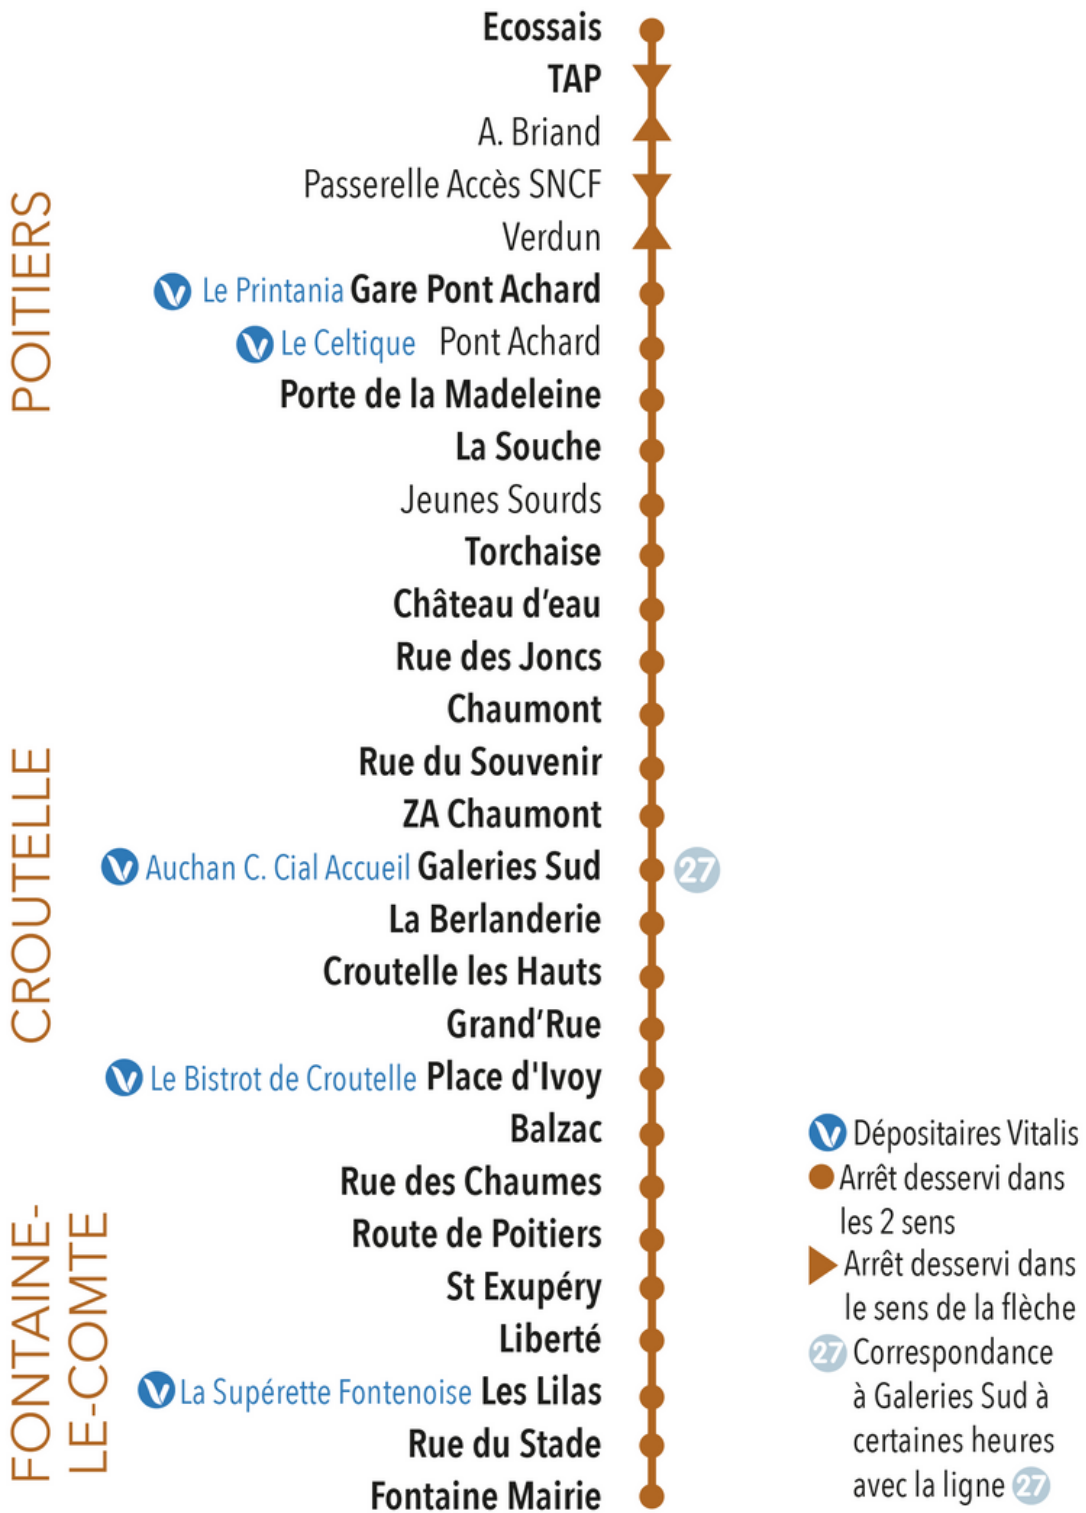 Ecossais
TAP
A. Briand
Passerelle Accès SNCF
Verdun
Le Printania Gare Pont Achard
Le Celtique Pont Achard
Porte de la Madeleine
La Souche
Jeunes Sourds
Torchaise
Château d’eau
Rue des Joncs
Chaumont
Rue du Souvenir
ZA Chaumont
Auchan C. Cial Accueil Galeries Sud 27
La Berlanderie
Croutelle les Hauts
Grand’Rue
Le Bistrot de Croutelle Place d'Ivoy
Balzac
Rue des Chaumes
Route de Poitiers
St Exupéry
Liberté
La Supérette Fontenoise Les Lilas
Rue du Stade
Fontaine Mairie
POITIERS
CROUTELLE
FONTAINE-
LE-COMTE
Dépositaires Vitalis
Arrêt desservi dans
les 2 sens
Arrêt desservi dans
le sens de la flèche
27 Correspondance
à Galeries Sud à
certaines heures
avec la ligne 27